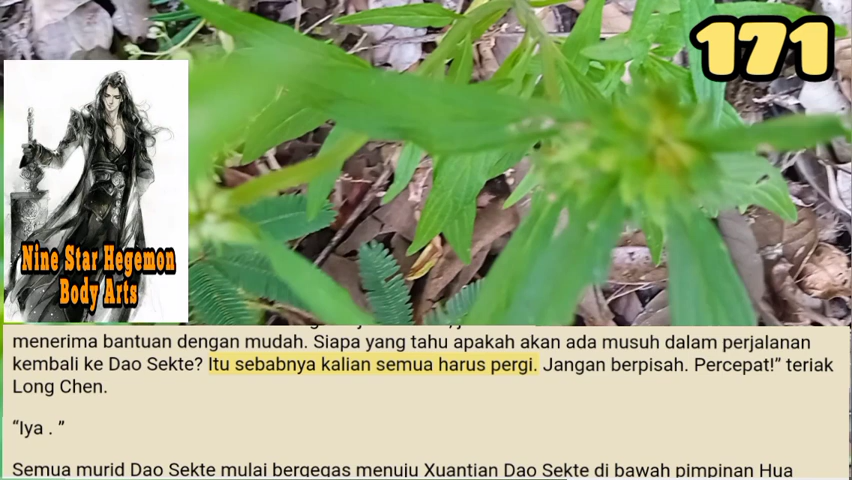 171
Nine Star Hegemon
Body Arts
menerima bantuan dengan mudah. Siapa yang tahu apakah akan ada musuh dalam perjalanan
kembali ke Dao Sekte? Itu sebabnya kalian semua harus pergi. Jangan berpisah. Percepat!” teriak
Long Chen.
“Iya . ”
Semua murid Dao Sekte mulai bergegas menuju Xuantian Dao Sekte di bawah pimpinan Hua